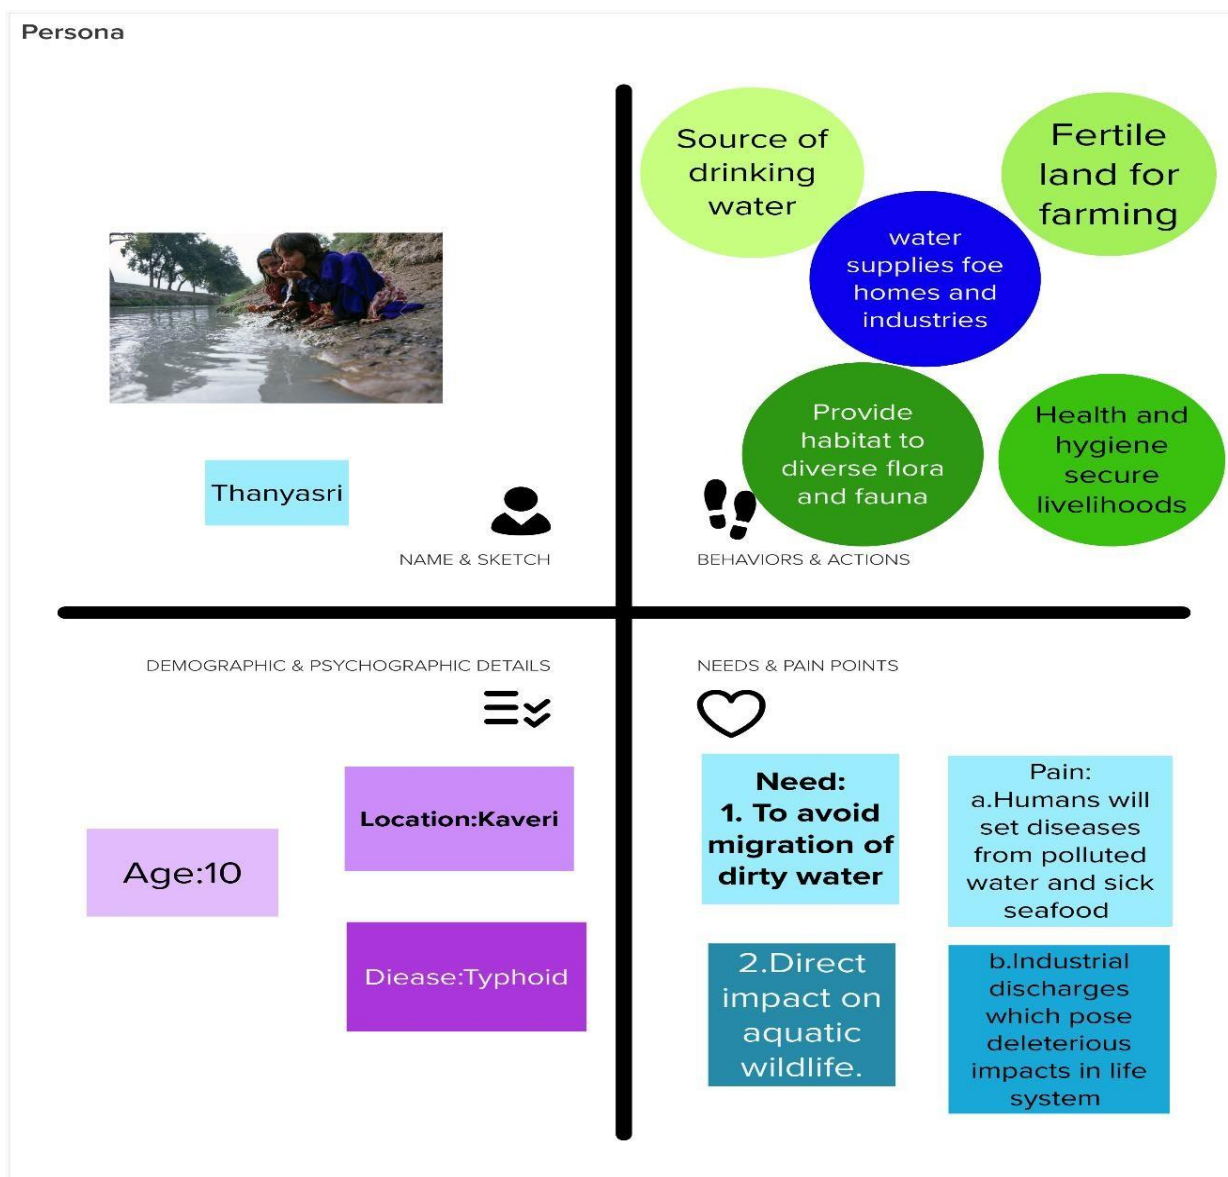 Persona
Thanyasri
NAME & SKETCH
Source of
drinking
water
Fertile
land for
farming
water
supplies foe
homes and
industries
Provide
habitat to
diverse flora
and fauna
Health and
hygiene
secure
livelihoods
BEHAVIORS & ACTIONS
DEMOGRAPHIC & PSYCHOGRAPHIC DETAILS
Location:Kaveri
Age:10
Diease:Typhoid
NEEDS & PAIN POINTS
Need:
1. To avoid
migration of
dirty water
Pain:
a.Humans will
set diseases
from polluted
water and sick
seafood
2.Direct
impact on
aquatic
wildlife.
b.Industrial
discharges
which pose
deleterious
impacts in life
system